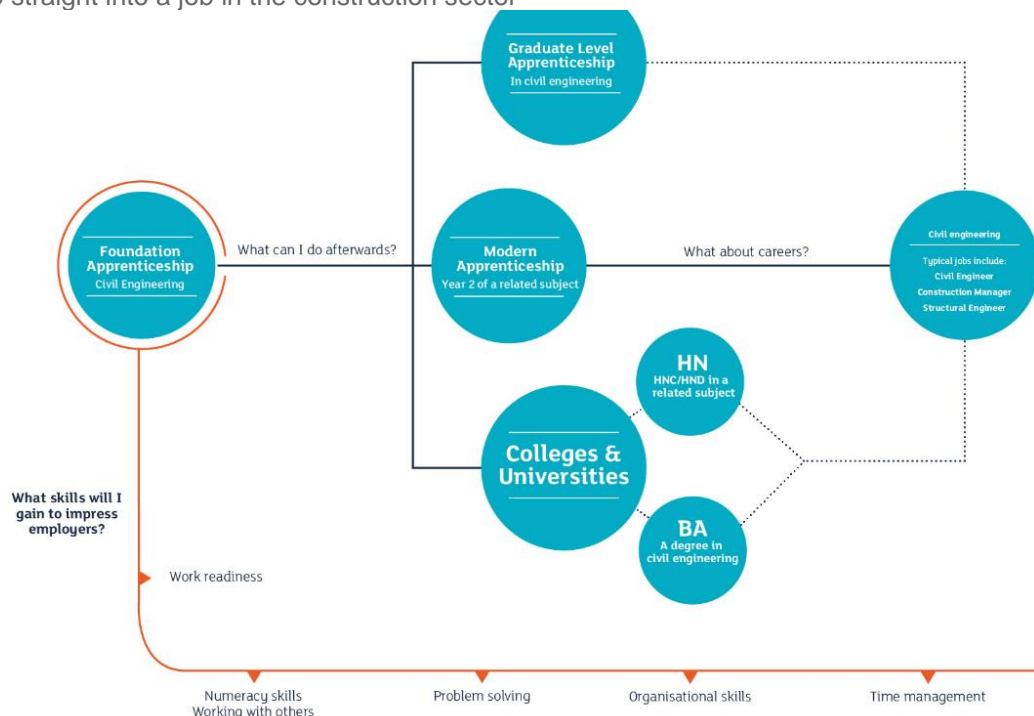 straight into a job in the construction sector
Graduate Level
Apprenticeship
In civil engineering
Foundation
Apprenticeship
Civil Engineering
What can I do afterwards?
Modern
Apprenticeship
Year 2 of a related subject
What about careers?
Civil engineering
Typical jobs include:
Civil Engineer
Construction Manager
Structural Engineer
HN
HNC/HND in a
related subject
Colleges &
Universities
BA
A degree in
civil engineering
What skills will I
gain to impress
employers?
Work readiness
Numeracy skills
Working with others
Problem solving
Organisational skills
Time management